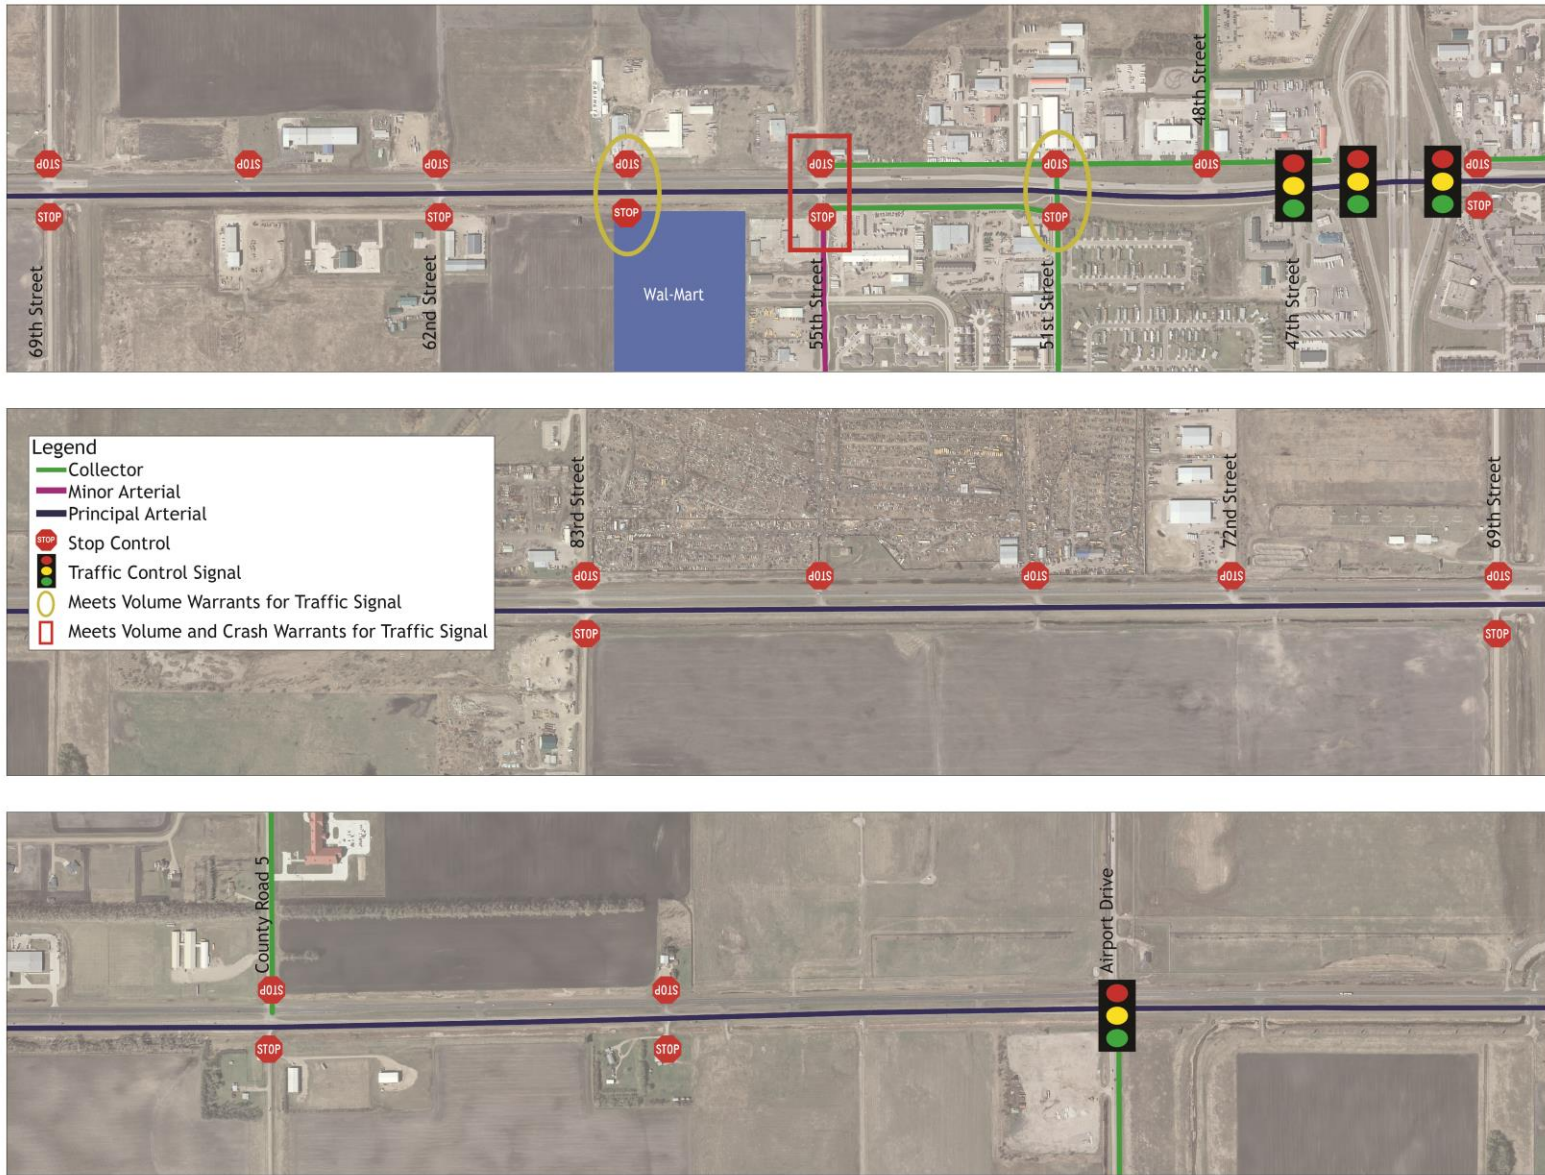 48th Street
STOP
STOP
STOP
STOP
STOP
STOP
STOP
STOP
STOP
STOP
STOP
STOP
STOP
STOP
69th Street
62nd Street
Wal-Mart
55th Street
51st Street
47th Street
Legend
Collector
Minor Arterial
Principal Arterial
STOP
Stop Control
Traffic Control Signal
Meets Volume Warrants for Traffic Signal
Meets Volume and Crash Warrants for Traffic Signal
83rd Street
72nd Street
69th Street
STOP
STOP
STOP
STOP
STOP
STOP
STOP
County Road 5
Airport Drive
STOP
STOP
STOP
STOP